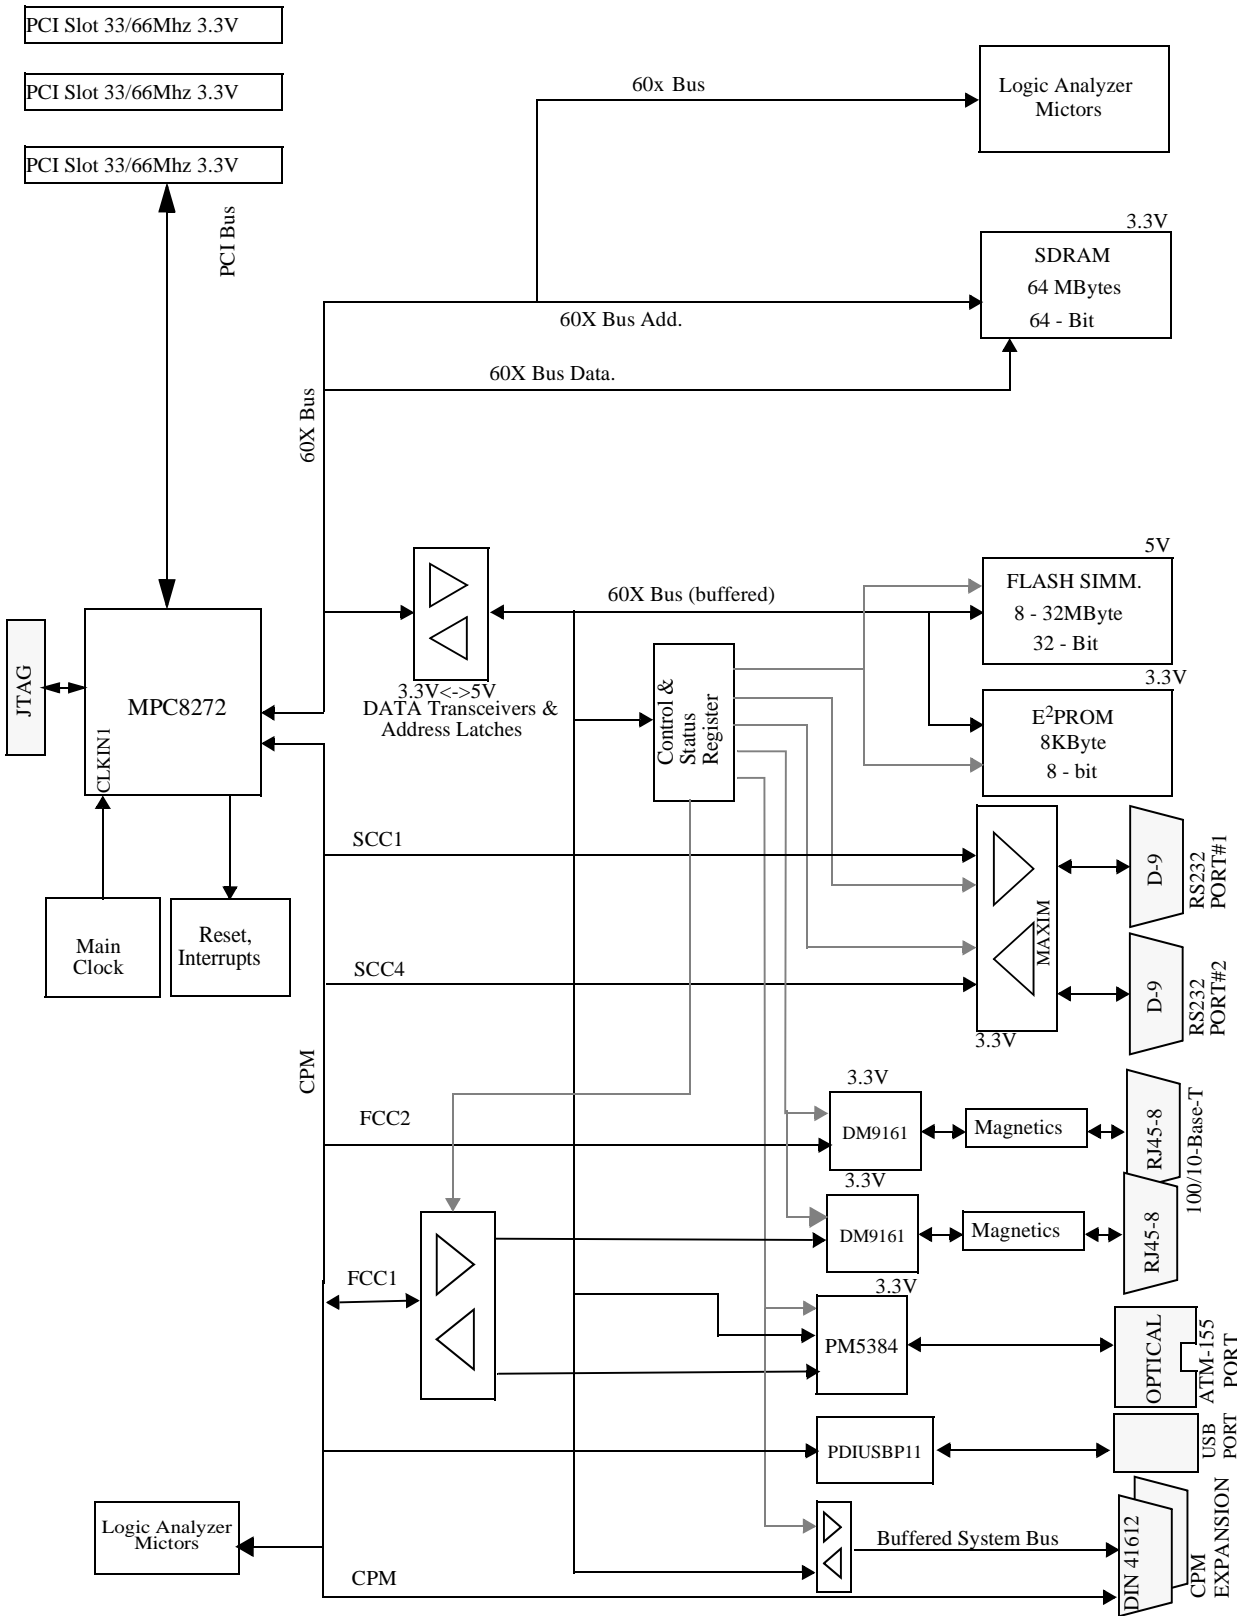 PCI Slot 33/66Mhz 3.3V
PCI Slot 33/66Mhz 3.3V
PCI Slot 33/66Mhz 3.3V
PCI Bus
60x Bus
Logic Analyzer
Mictors
3.3V
SDRAM
64 MBytes
64 - Bit
60X Bus Add.
60X Bus Data.
60X Bus
5V
FLASH SIMM.
8 - 32MByte
32 - Bit
60X Bus (buffered)
3.3V<->5V
DATA Transceivers &
Address Latches
Control &
Status
Register
3.3V
E2PROM
8KByte
8 - bit
JTAG
MPC8272
CLKIN1
Main
Clock
Reset,
Interrupts
SCC1
SCC4
MAXIM
3.3V
D-9
RS232
PORT#1
D-9
RS232
PORT#2
CPM
FCC2
3.3V
DM9161
Magnetics
RJ45-8
100/10-Base-T
3.3V
DM9161
Magnetics
RJ45-8
FCC1
3.3V
PM5384
OPTICAL
ATM-155
PORT
PDIUSBP11
USB
PORT
Logic Analyzer
Mictors
Buffered System Bus
CPM
DIN 41612
CPM
EXPANSION